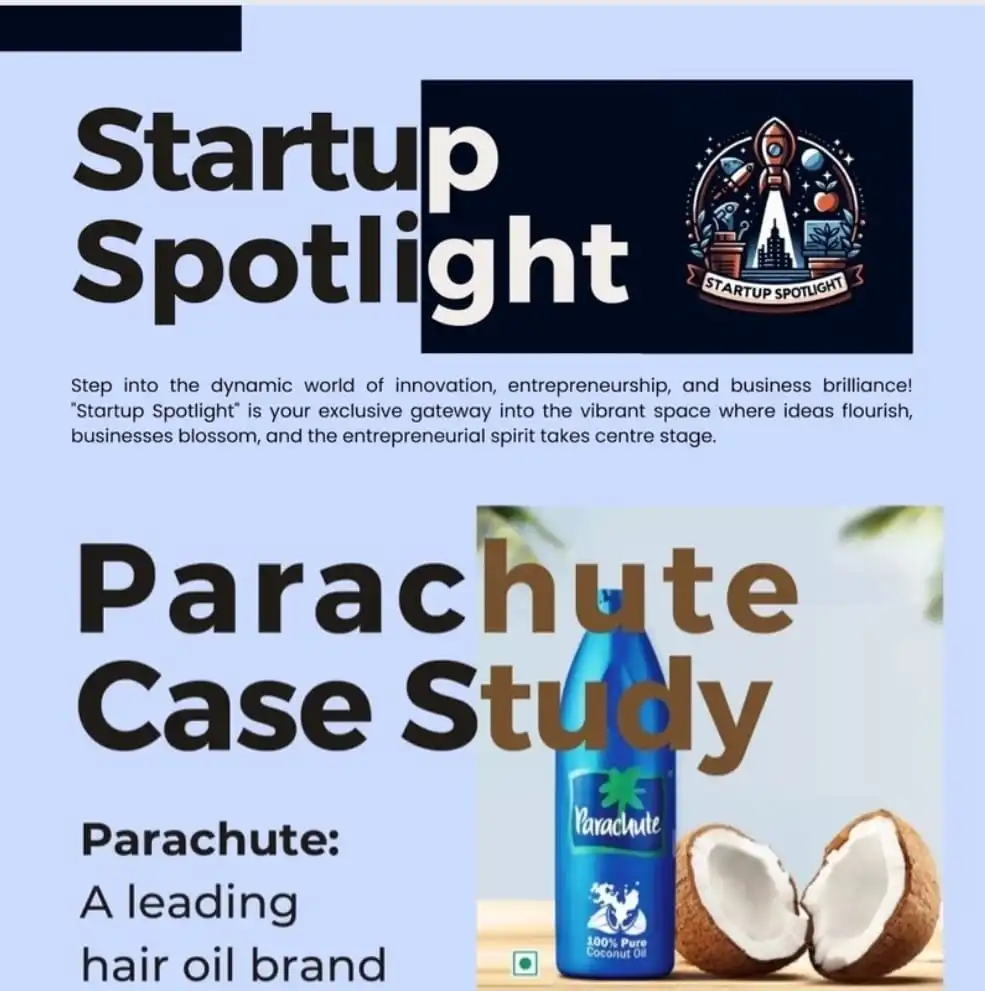 Startup
Spotlight
STARTUP SPOTLIGHT
Step into the dynamic world of innovation, entrepreneurship, and business brilliance!
"Startup Spotlight" is your exclusive gateway into the vibrant space where ideas flourish,
businesses blossom, and the entrepreneurial spirit takes centre stage.
Parachute
Case Study
Parachute:
A leading
hair oil brand
Parachute
100% Pure
Coconut Oil